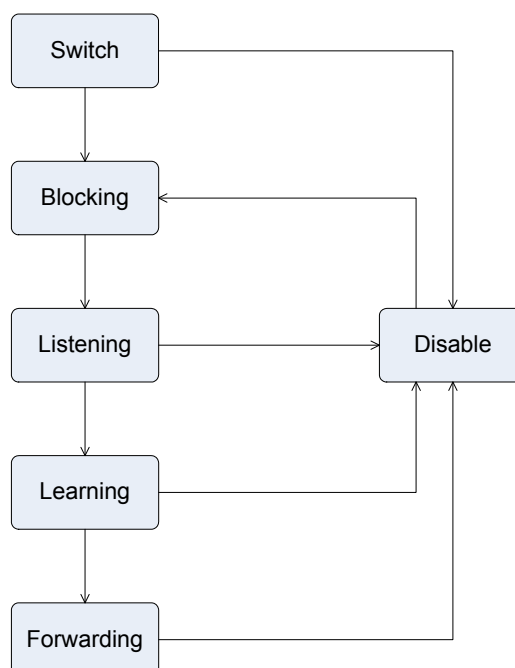 Switch
Blocking
Listening
Disable
Learning
Forwarding